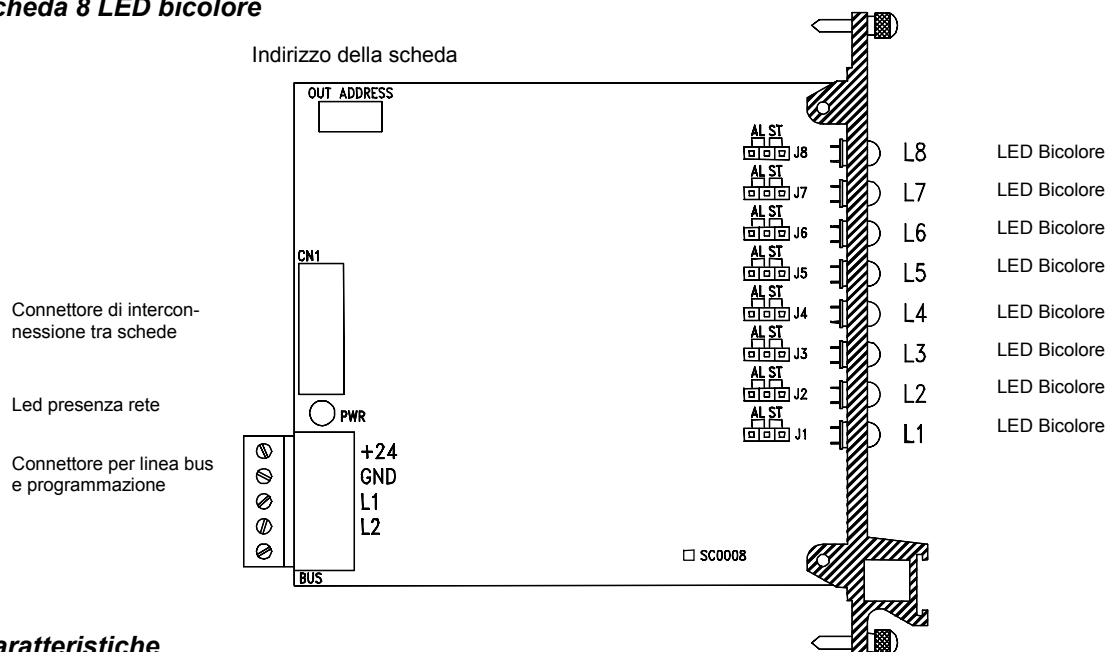 cheda 8 LED bicolore
Indirizzo della scheda
OUT ADDRESS
AL ST
J8
L8
LED Bicolore
AL ST
J7
L7
LED Bicolore
AL ST
J6
L6
LED Bicolore
AL ST
J5
L5
LED Bicolore
AL ST
J4
L4
LED Bicolore
AL ST
J3
L3
LED Bicolore
AL ST
J2
L2
LED Bicolore
AL ST
J1
L1
LED Bicolore
CN1
Connettore di intercon-
nessione tra schede
Led presenza rete
PWR
Connettore per linea bus
e programmazione
+24
GND
L1
L2
BUS
SC0008
aratteristiche